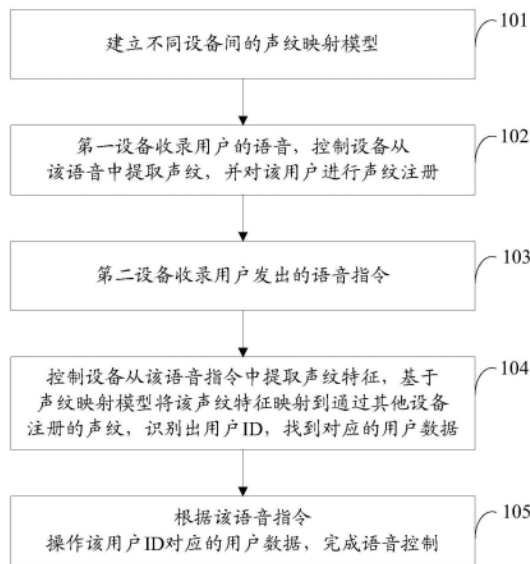 建立不同设备间的声纹映射模型
101
第一设备收录用户的语音，控制设备从
该语音中提取声纹，并对该用户进行声纹注册
102
第二设备收录用户发出的语音指令
103
控制设备从该语音指令中提取声纹特征，基于
声纹映射模型将该声纹特征映射到通过其他设备
注册的声纹，识别出用户ID，找到对应的用户数据
104
根据该语音指令
操作该用户ID对应的用户数据，完成语音控制
105